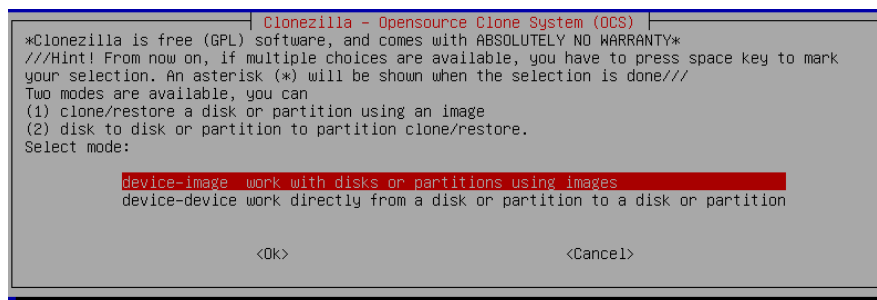 Clonezilla - Opensource Clone System (OCS)
*Clonezilla is free (GPL) software, and comes with ABSOLUTELY NO WARRANTY*
///Hint! From now on, if multiple choices are available, you have to press space key to mark
your selection. An asterisk (*) will be shown when the selection is done///
Two modes are available, you can
(1) clone/restore a disk or partition using an image
(2) disk to disk or partition to partition clone/restore.
Select mode:
device-image work with disks or partitions using images
device-device work directly from a disk or partition to a disk or partition
<Ok> <Cancel>